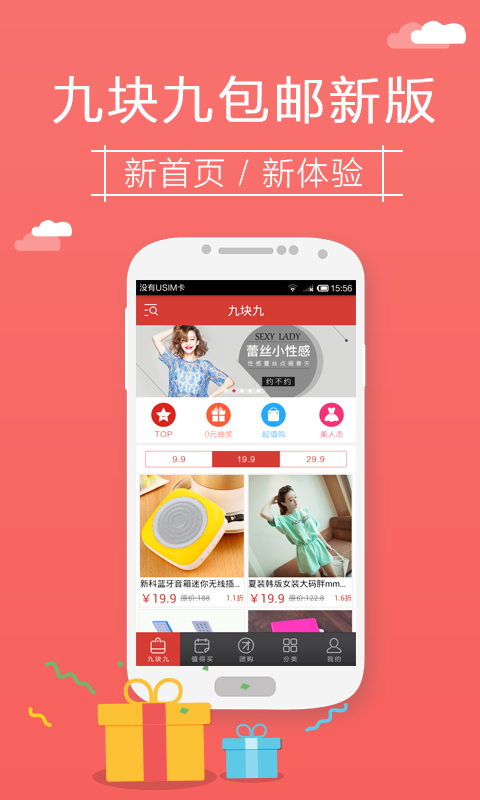 九块九包邮新版
新首页 / 新体验
没有USIM卡 15:56
九块九
SEXY LADY
蕾丝小性感
性感蕾丝点缀春天
约不约
TOP 0元抽奖 超值购 美人志
9.9 19.9 29.9
新科蓝牙音箱迷你无线插... 夏装韩版女装大码胖mm...
￥19.9 原价:188 1.1折 ￥19.9 原价:122.8 1.6折
九块九 值得买 团购 分类 我的